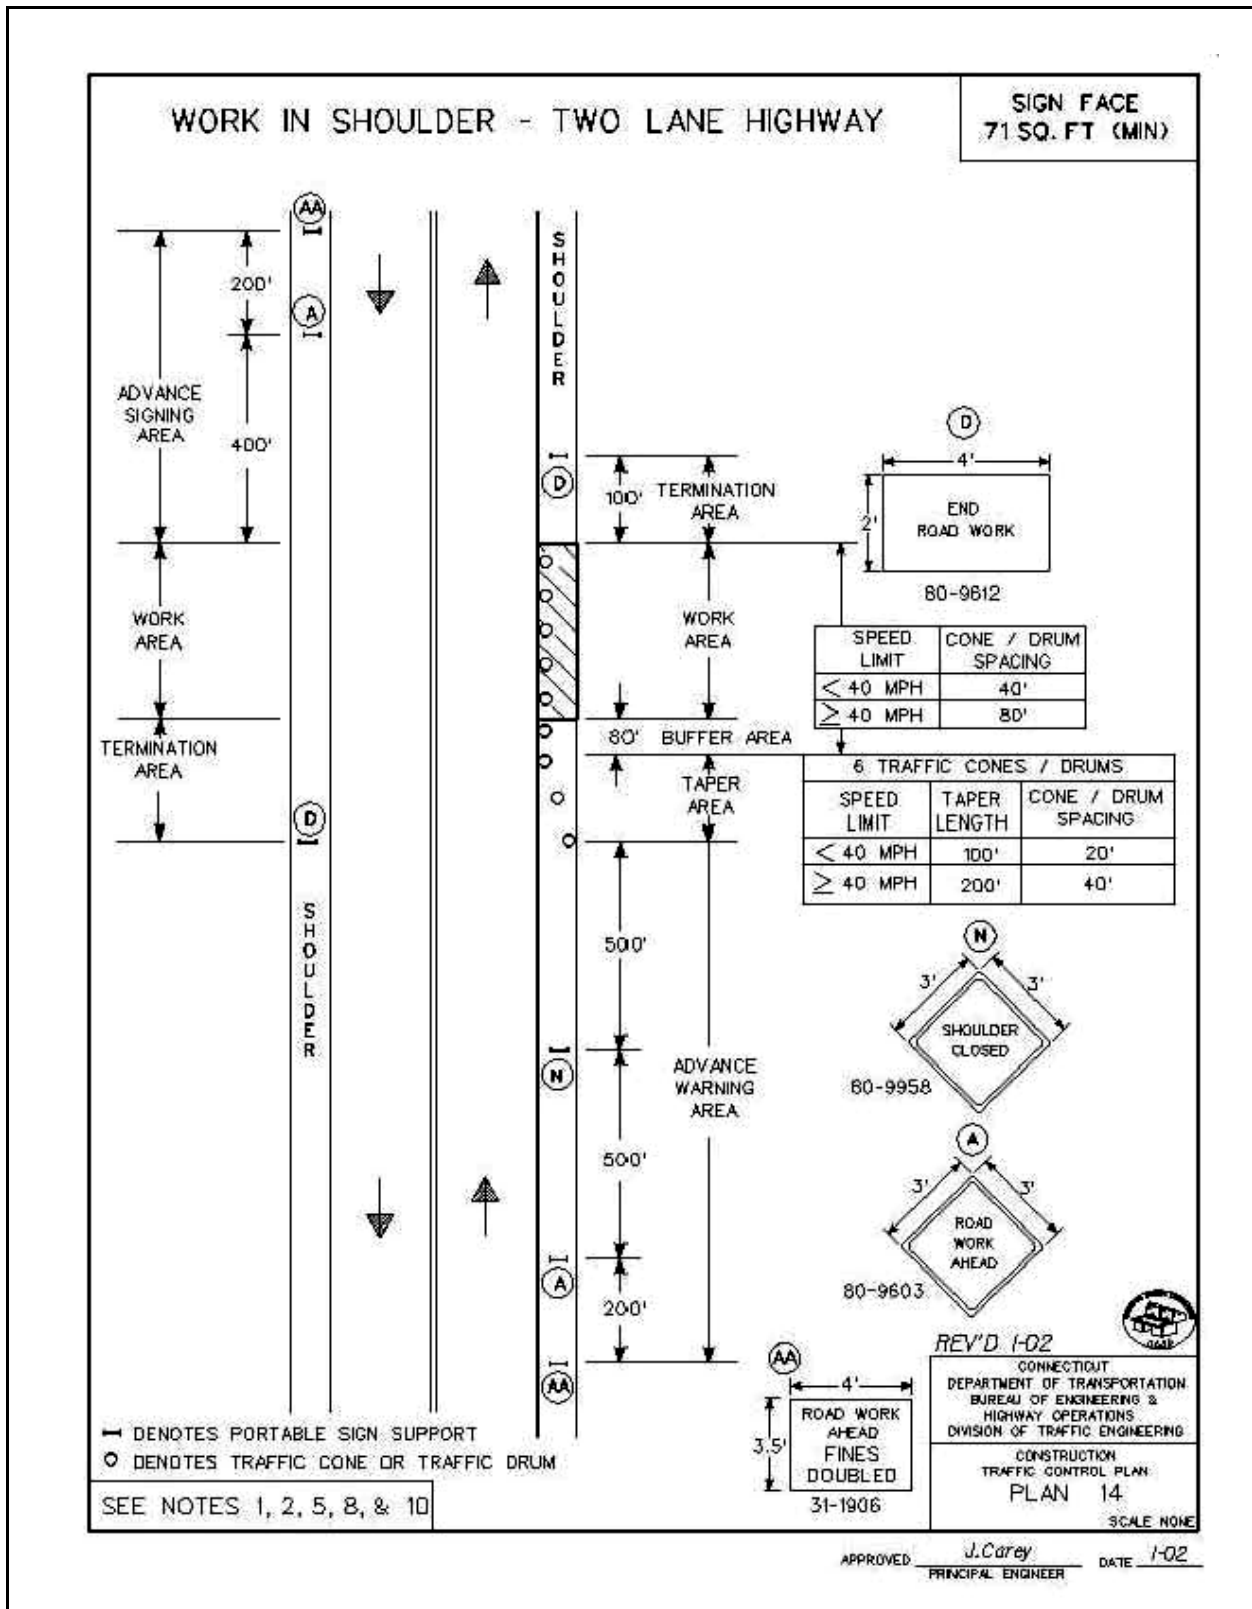 WORK IN SHOULDER - TWO LANE HIGHWAY
SIGN FACE
71 SQ. FT (MIN)
AA
200'
A
ADVANCE
SIGNING
AREA
400'
WORK
AREA
TERMINATION
AREA
D
SHOULDER
SHOULDER
D
100'
TERMINATION
AREA
WORK
AREA
80'
BUFFER AREA
TAPER
AREA
500'
N
500'
ADVANCE
WARNING
AREA
A
200'
AA
D
4'
2'
END
ROAD WORK
80-9612
SPEED LIMIT CONE / DRUM SPACING
< 40 MPH 40'
≥ 40 MPH 80'
6 TRAFFIC CONES / DRUMS
SPEED LIMIT TAPER LENGTH CONE / DRUM SPACING
< 40 MPH 100' 20'
≥ 40 MPH 200' 40'
N
3' 3'
SHOULDER
CLOSED
80-9958
A
3' 3'
ROAD
WORK
AHEAD
80-9603
AA
4'
3.5'
ROAD WORK
AHEAD
FINES
DOUBLED
31-1906
REV'D 1-02
CONNECTICUT
DEPARTMENT OF TRANSPORTATION
BUREAU OF ENGINEERING &
HIGHWAY OPERATIONS
DIVISION OF TRAFFIC ENGINEERING
CONSTRUCTION
TRAFFIC CONTROL PLAN
PLAN 14
SCALE NONE
DENOTES PORTABLE SIGN SUPPORT
DENOTES TRAFFIC CONE OR TRAFFIC DRUM
SEE NOTES 1, 2, 5, 8, & 10
APPROVED J.Carey DATE 1-02
PRINCIPAL ENGINEER